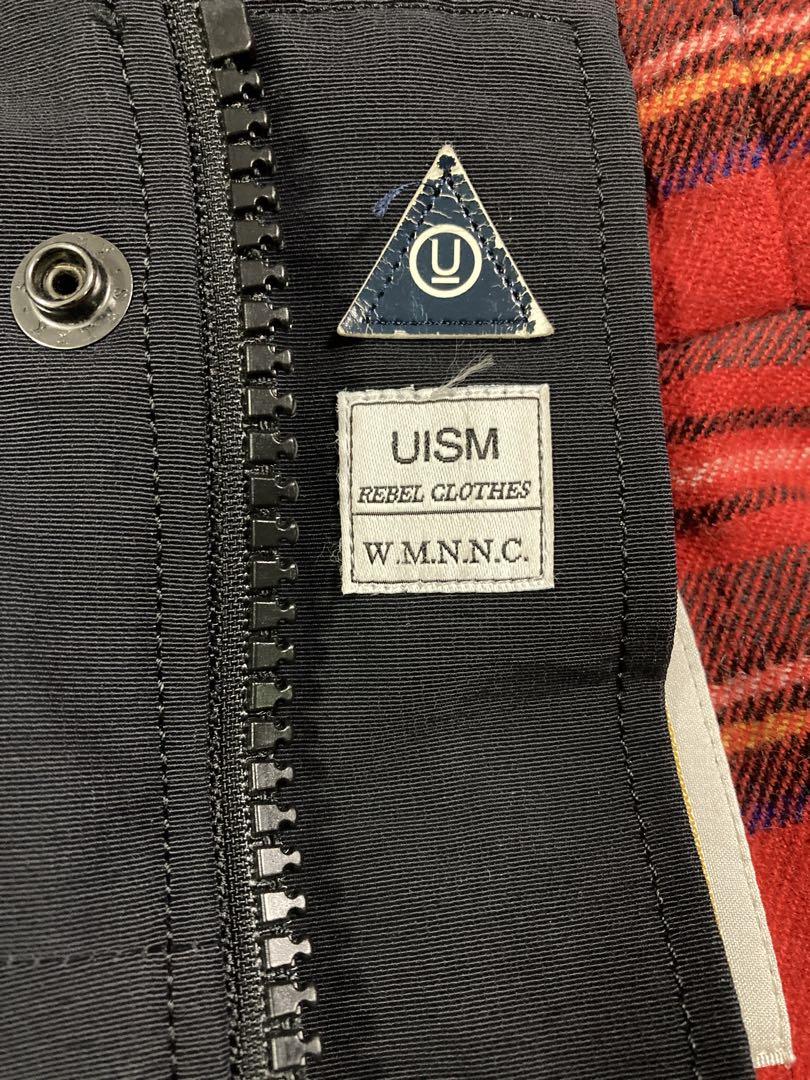 U
UISM
REBEL CLOTHES
W.M.N.N.C.